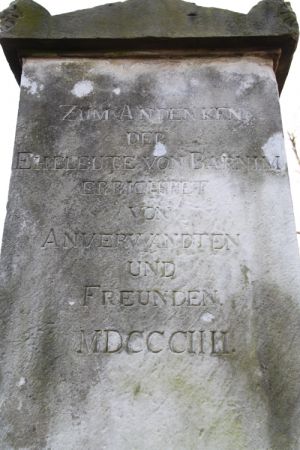 ZUM ANDENKEN
DER
EHELEUTE VON BARNIM
ERRICHTET
VON
ANVERWANDTEN
UND
FREUNDEN.
MDCCCIIII.